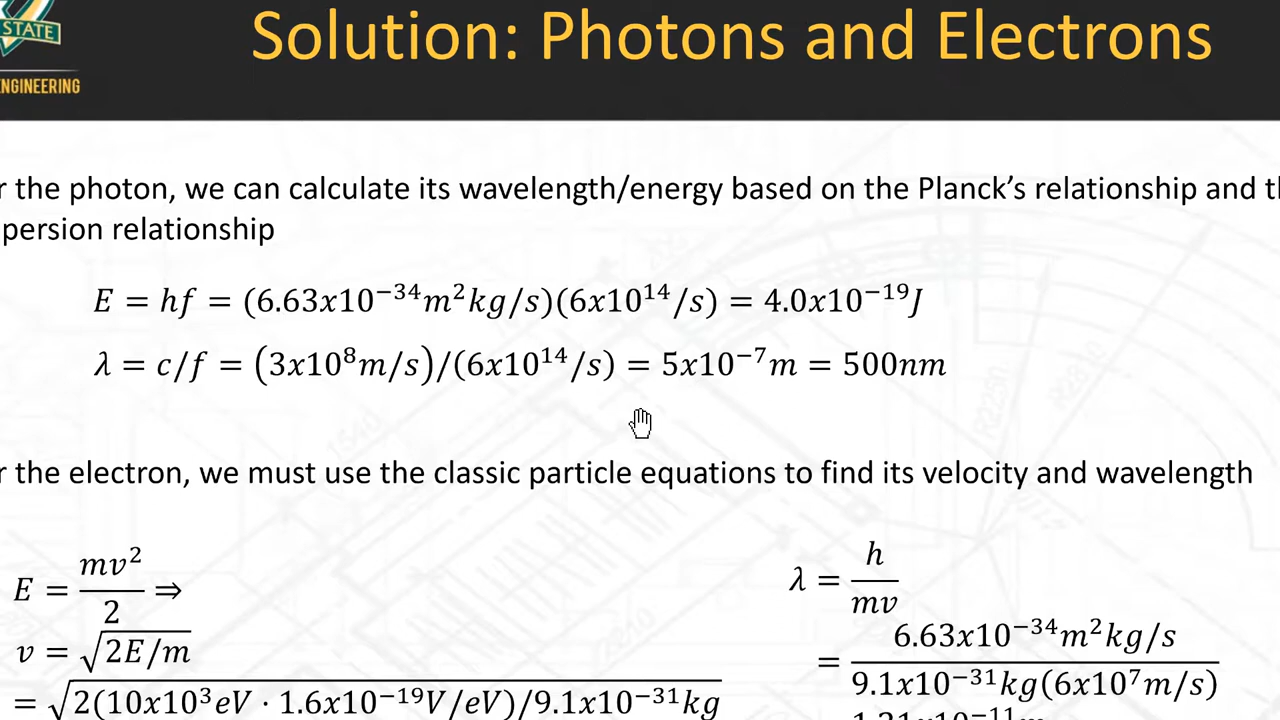 STATE
Solution: Photons and Electrons
NGINEERING
r the photon, we can calculate its wavelength/energy based on the Planck’s relationship and th
persion relationship
E = hf = (6.63x10⁻³⁴m²kg/s)(6x10¹⁴/s) = 4.0x10⁻¹⁹J
λ = c/f = (3x10⁸m/s)/(6x10¹⁴/s) = 5x10⁻⁷m = 500nm
r the electron, we must use the classic particle equations to find its velocity and wavelength
E = mv²/2 ⇒
v = √2E/m
= √2(10x10³eV · 1.6x10⁻¹⁹V/eV)/9.1x10⁻³¹kg
λ = h/mv
= 6.63x10⁻³⁴m²kg/s / 9.1x10⁻³¹kg(6x10⁷m/s)